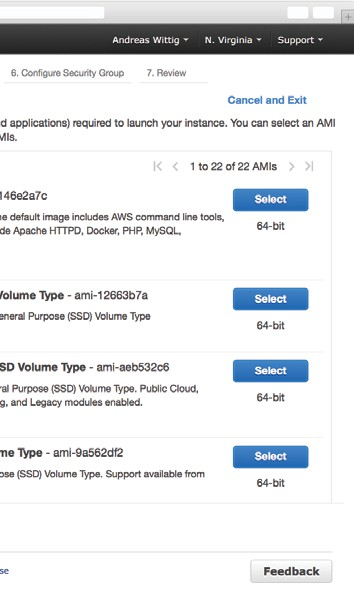 Andreas Wittig N. Virginia Support
6. Configure Security Group 7. Review
Cancel and Exit
d applications) required to launch your instance. You can select an AMI
MIs.
1 to 22 of 22 AMIs
146e2a7c Select
ne default image includes AWS command line tools,
de Apache HTTPD, Docker, PHP, MySQL,
64-bit
Volume Type - ami-12663b7a Select
eneral Purpose (SSD) Volume Type
64-bit
SD Volume Type - ami-aeb532c6 Select
ral Purpose (SSD) Volume Type. Public Cloud,
g, and Legacy modules enabled.
64-bit
me Type - ami-9a562df2 Select
ose (SSD) Volume Type. Support available from
64-bit
se Feedback